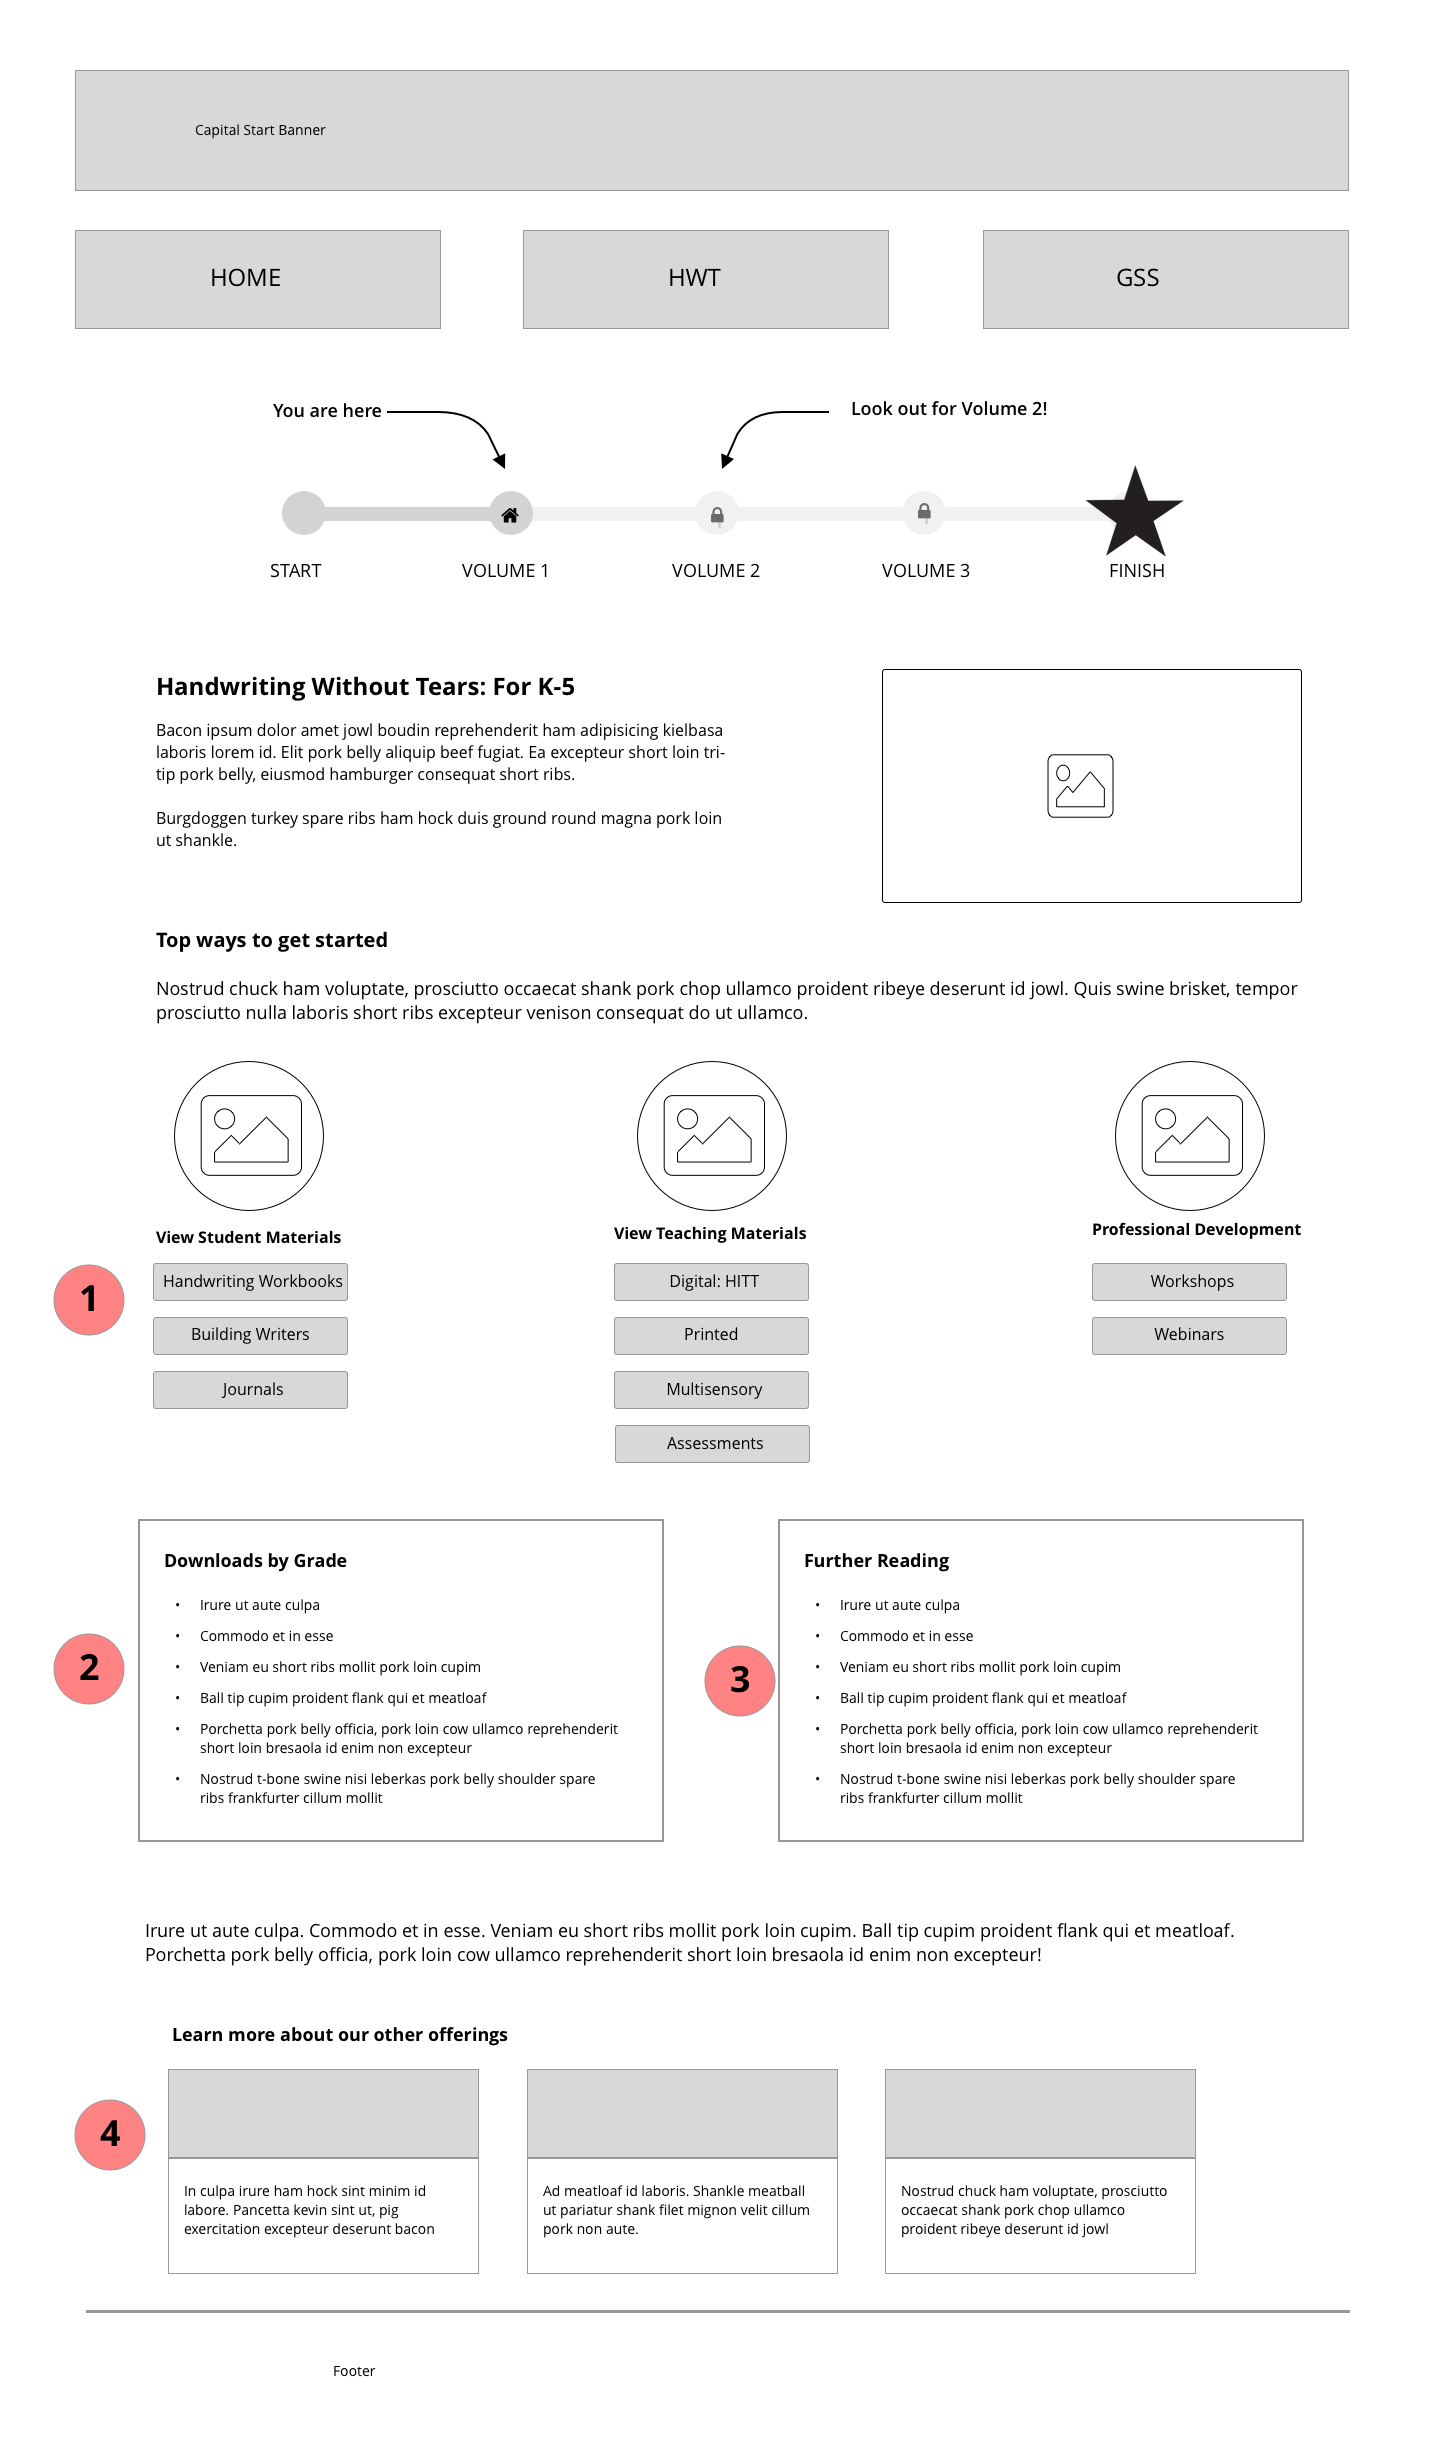 Capital Start Banner
HOME
HWT
GSS
You are here
Look out for Volume 2!
START
VOLUME 1
VOLUME 2
VOLUME 3
FINISH
Handwriting Without Tears: For K-5
Bacon ipsum dolor amet jowl boudin reprehenderit ham adipisicing kielbasa
laboris lorem id. Elit pork belly aliquip beef fugiat. Ea excepteur short loin tri-
tip pork belly, eiusmod hamburger consequat short ribs.
Burgdoggen turkey spare ribs ham hock duis ground round magna pork loin
ut shankle.
Top ways to get started
Nostrud chuck ham voluptate, prosciutto occaecat shank pork chop ullamco proident ribeye deserunt id jowl. Quis swine brisket, tempor
prosciutto nulla laboris short ribs excepteur venison consequat do ut ullamco.
1
View Student Materials
Handwriting Workbooks
Building Writers
Journals
View Teaching Materials
Digital: HITT
Printed
Multisensory
Assessments
Professional Development
Workshops
Webinars
2
Downloads by Grade
• Irure ut aute culpa
• Commodo et in esse
• Veniam eu short ribs mollit pork loin cupim
• Ball tip cupim proident flank qui et meatloaf
• Porchetta pork belly officia, pork loin cow ullamco reprehenderit
short loin bresaola id enim non excepteur
• Nostrud t-bone swine nisi leberkas pork belly shoulder spare
ribs frankfurter cillum mollit
3
Further Reading
• Irure ut aute culpa
• Commodo et in esse
• Veniam eu short ribs mollit pork loin cupim
• Ball tip cupim proident flank qui et meatloaf
• Porchetta pork belly officia, pork loin cow ullamco reprehenderit
short loin bresaola id enim non excepteur
• Nostrud t-bone swine nisi leberkas pork belly shoulder spare
ribs frankfurter cillum mollit
Irure ut aute culpa. Commodo et in esse. Veniam eu short ribs mollit pork loin cupim. Ball tip cupim proident flank qui et meatloaf.
Porchetta pork belly officia, pork loin cow ullamco reprehenderit short loin bresaola id enim non excepteur!
Learn more about our other offerings
4
In culpa irure ham hock sint minim id
labore. Pancetta kevin sint ut, pig
exercitation excepteur deserunt bacon
Ad meatloaf id laboris. Shankle meatball
ut pariatur shank filet mignon velit cillum
pork non aute.
Nostrud chuck ham voluptate, prosciutto
occaecat shank pork chop ullamco
proident ribeye deserunt id jowl
Footer